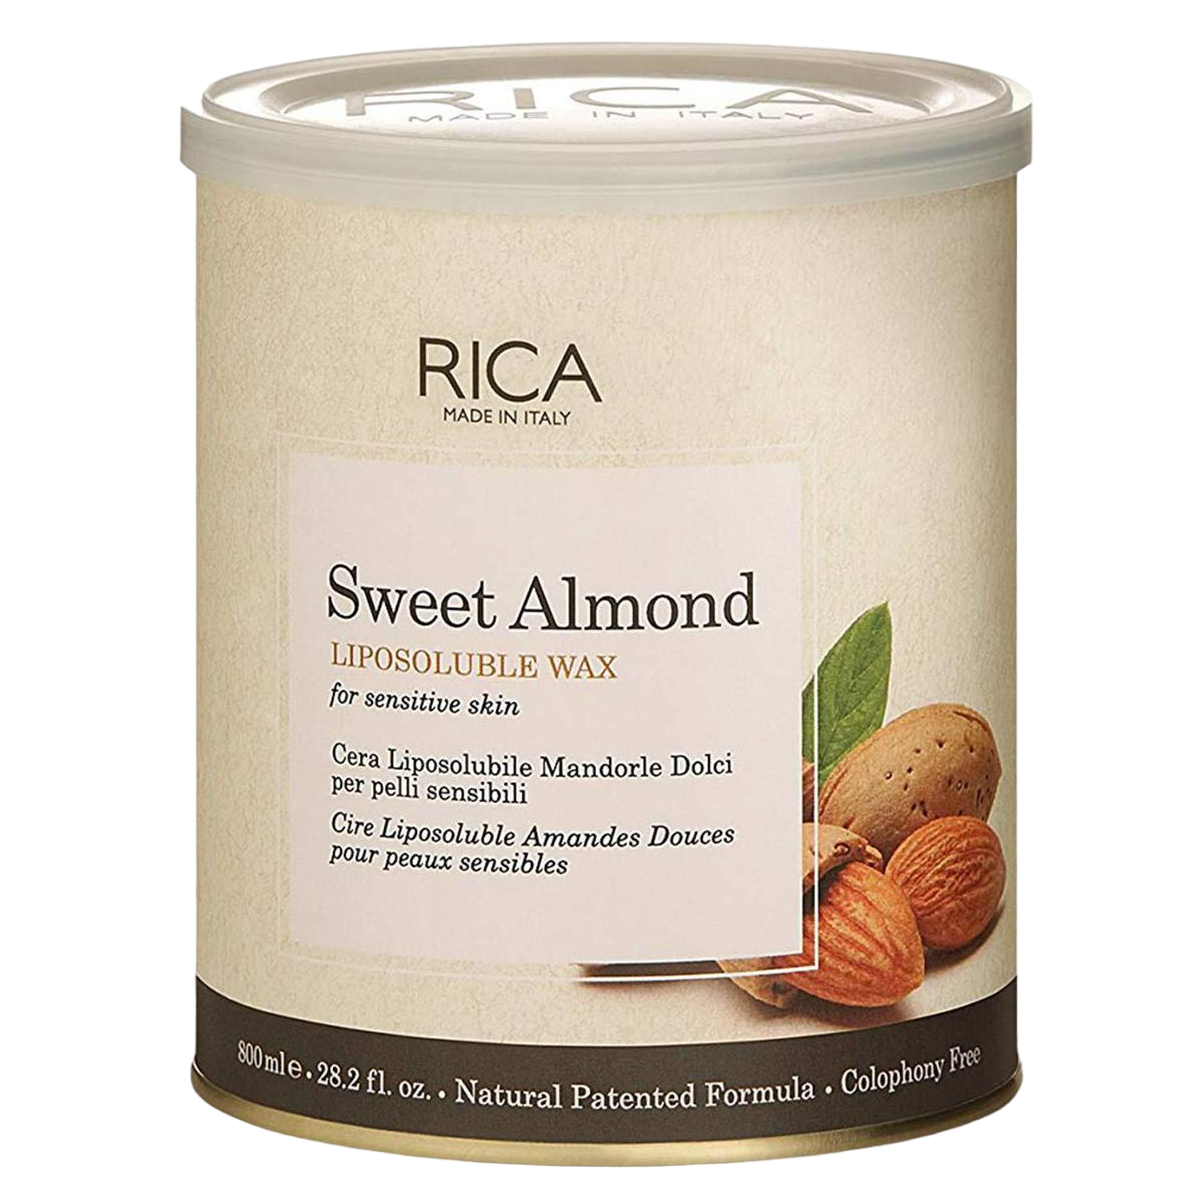 RICA
MADE IN ITALY
RICA
MADE IN ITALY
Sweet Almond
LIPOSOLUBLE WAX
for sensitive skin
Cera Liposolubile Mandorle Dolci
per pelli sensibili
Cire Liposoluble Amandes Douces
pour peaux sensibles
800 ml e • 28.2 fl. oz. • Natural Patented Formula • Colophony Free